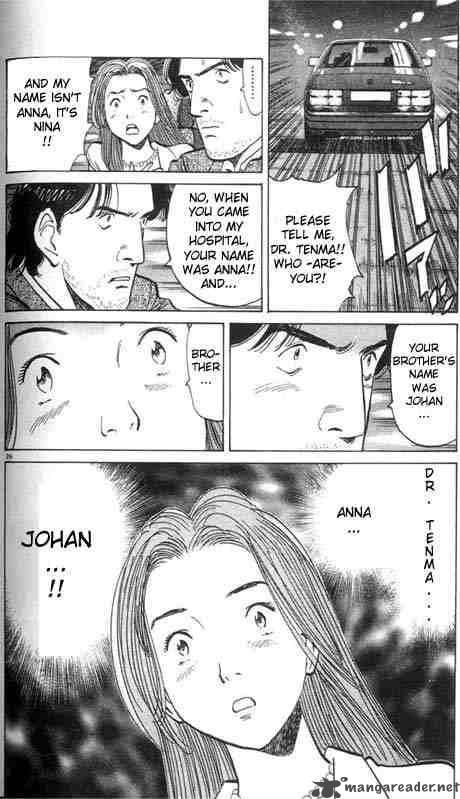 PLEASE
TELL ME,
DR. TENMA!!
WHO -ARE-
YOU?!
........
AND MY
NAME ISN'T
ANNA, IT'S
NINA
!!
NO, WHEN
YOU CAME
INTO MY
HOSPITAL,
YOUR NAME
WAS ANNA!!
AND...
YOUR
BROTHER'S
NAME
WAS
JOHAN
...
BRO-
THER
...
26
DR. TENMA...
ANNA
...
JOHAN
...
!!
mangareader.net